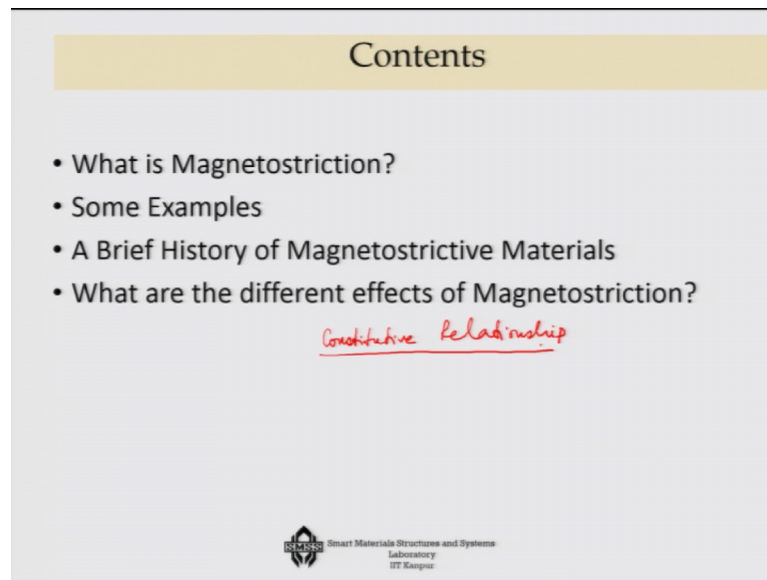 Contents
• What is Magnetostriction?
• Some Examples
• A Brief History of Magnetostrictive Materials
• What are the different effects of Magnetostriction?
Constitutive Relationship
SMSS
Smart Materials Structures and Systems
Laboratory
IIT Kanpur